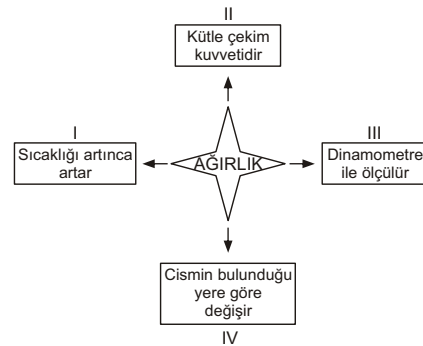 II
Kütle çekim
kuvvetidir
I
Sıcaklığı artınca
artar
AĞIRLIK
III
Dinamometre
ile ölçülür
Cismin bulunduğu
yere göre
değişir
IV